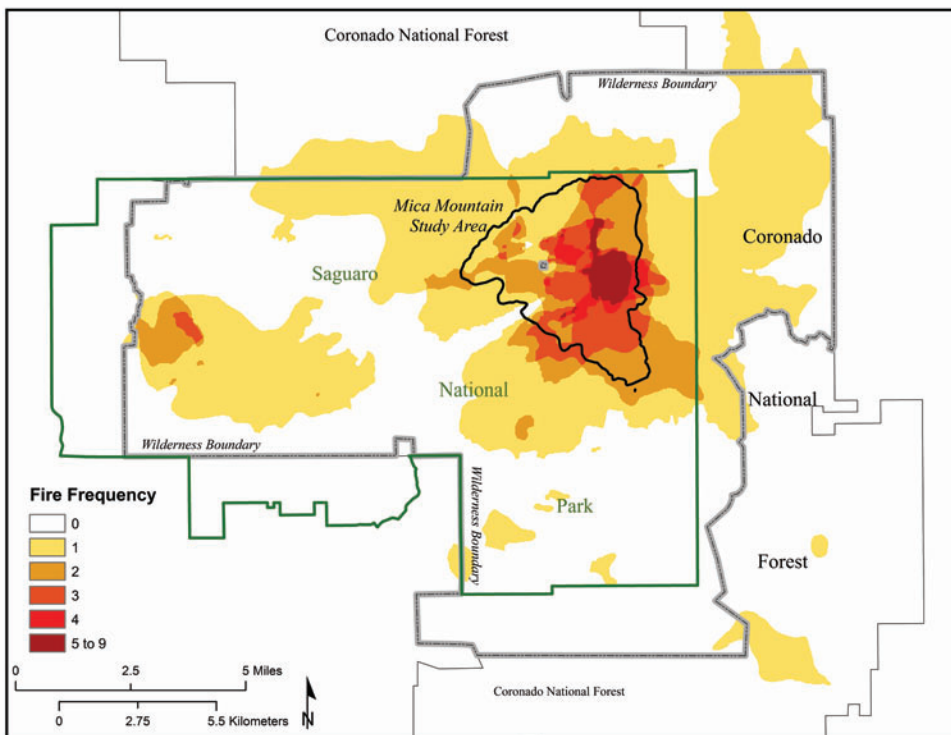 Coronado National Forest
Wilderness Boundary
Mica Mountain
Study Area
Coronado
Saguaro
National
National
Wilderness Boundary
Wilderness Boundary
Park
Forest
Fire Frequency
0
1
2
3
4
5 to 9
0 2.5 5 Miles
0 2.75 5.5 Kilometers
N
Coronado National Forest